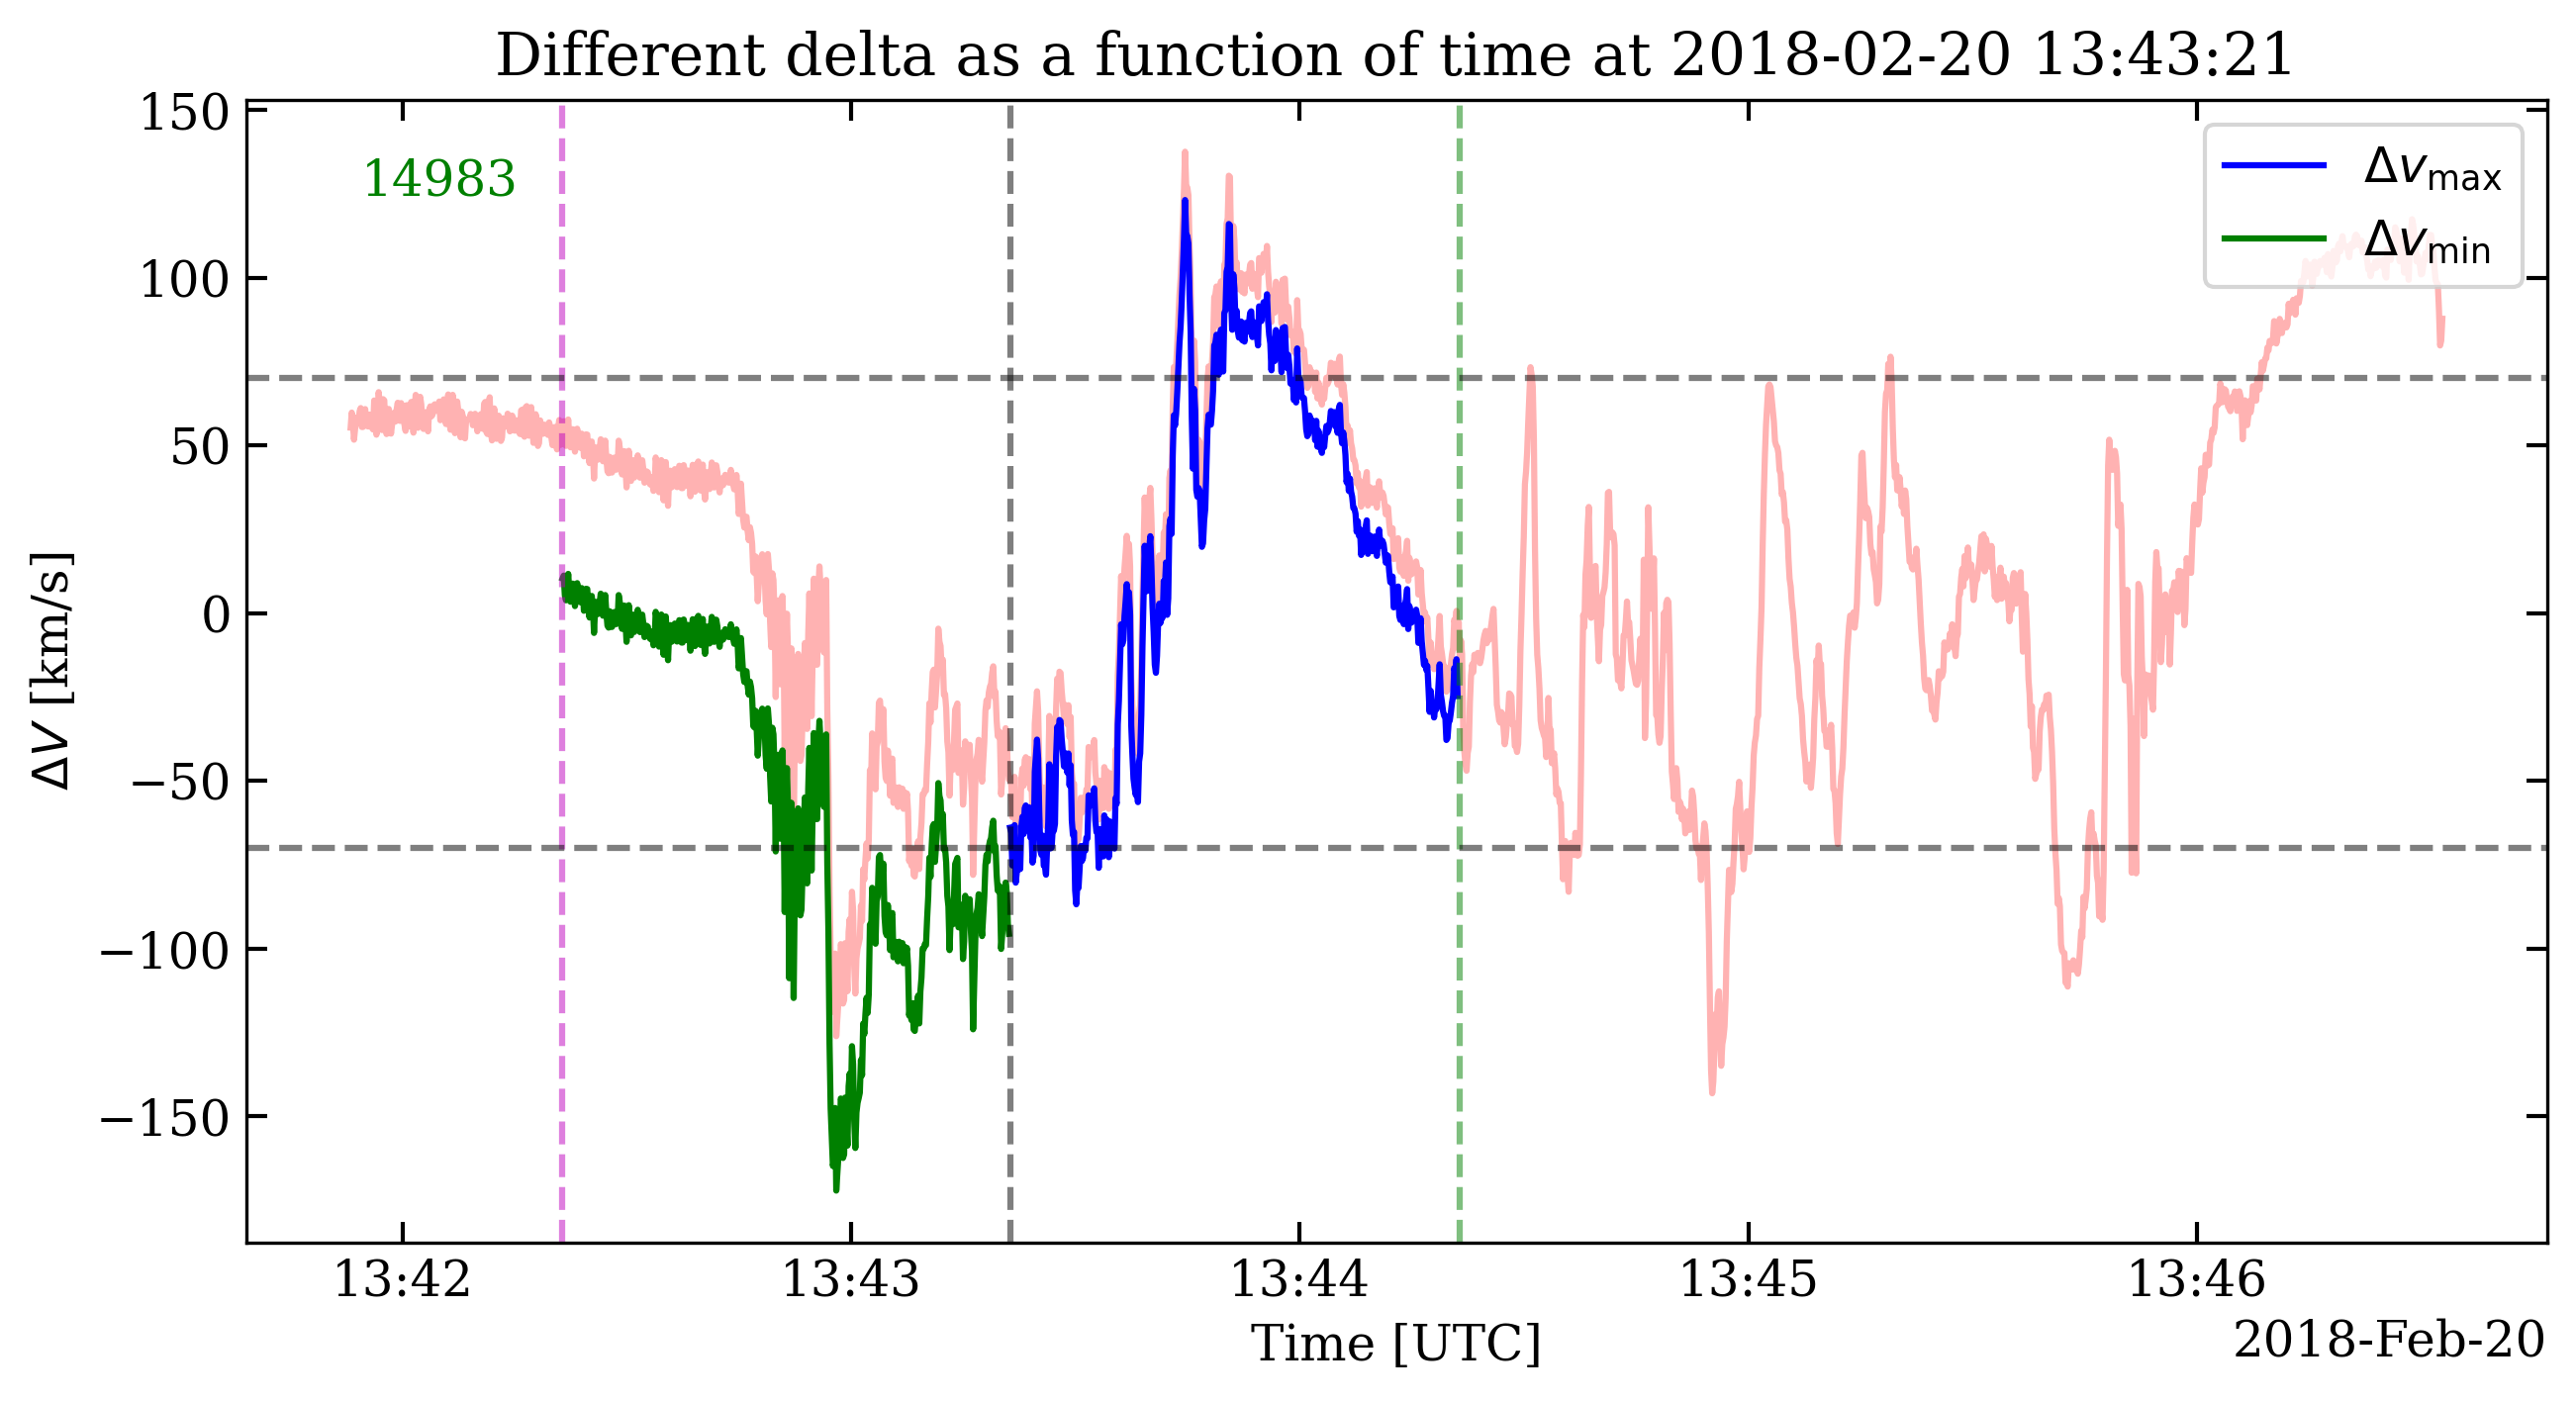 Different delta as a function of time at 2018-02-20 13:43:21
14983
Δv_max
Δv_min
ΔV [km/s]
150
100
50
0
−50
−100
−150
13:42 13:43 13:44 13:45 13:46
Time [UTC]
2018-Feb-20